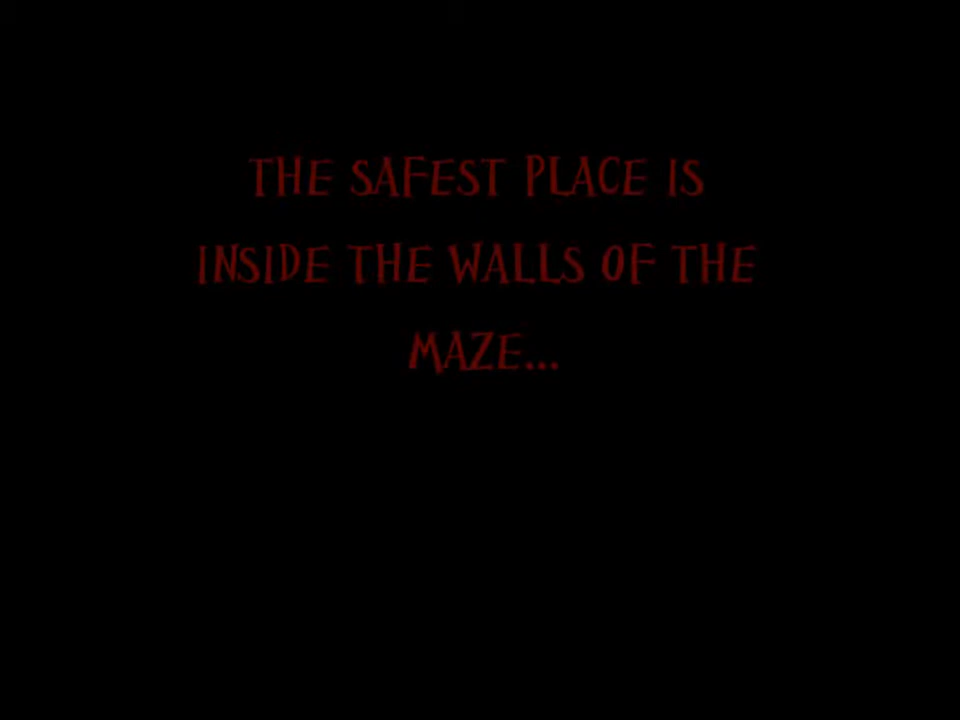 THE SAFEST PLACE IS
INSIDE THE WALLS OF THE
MAZE...